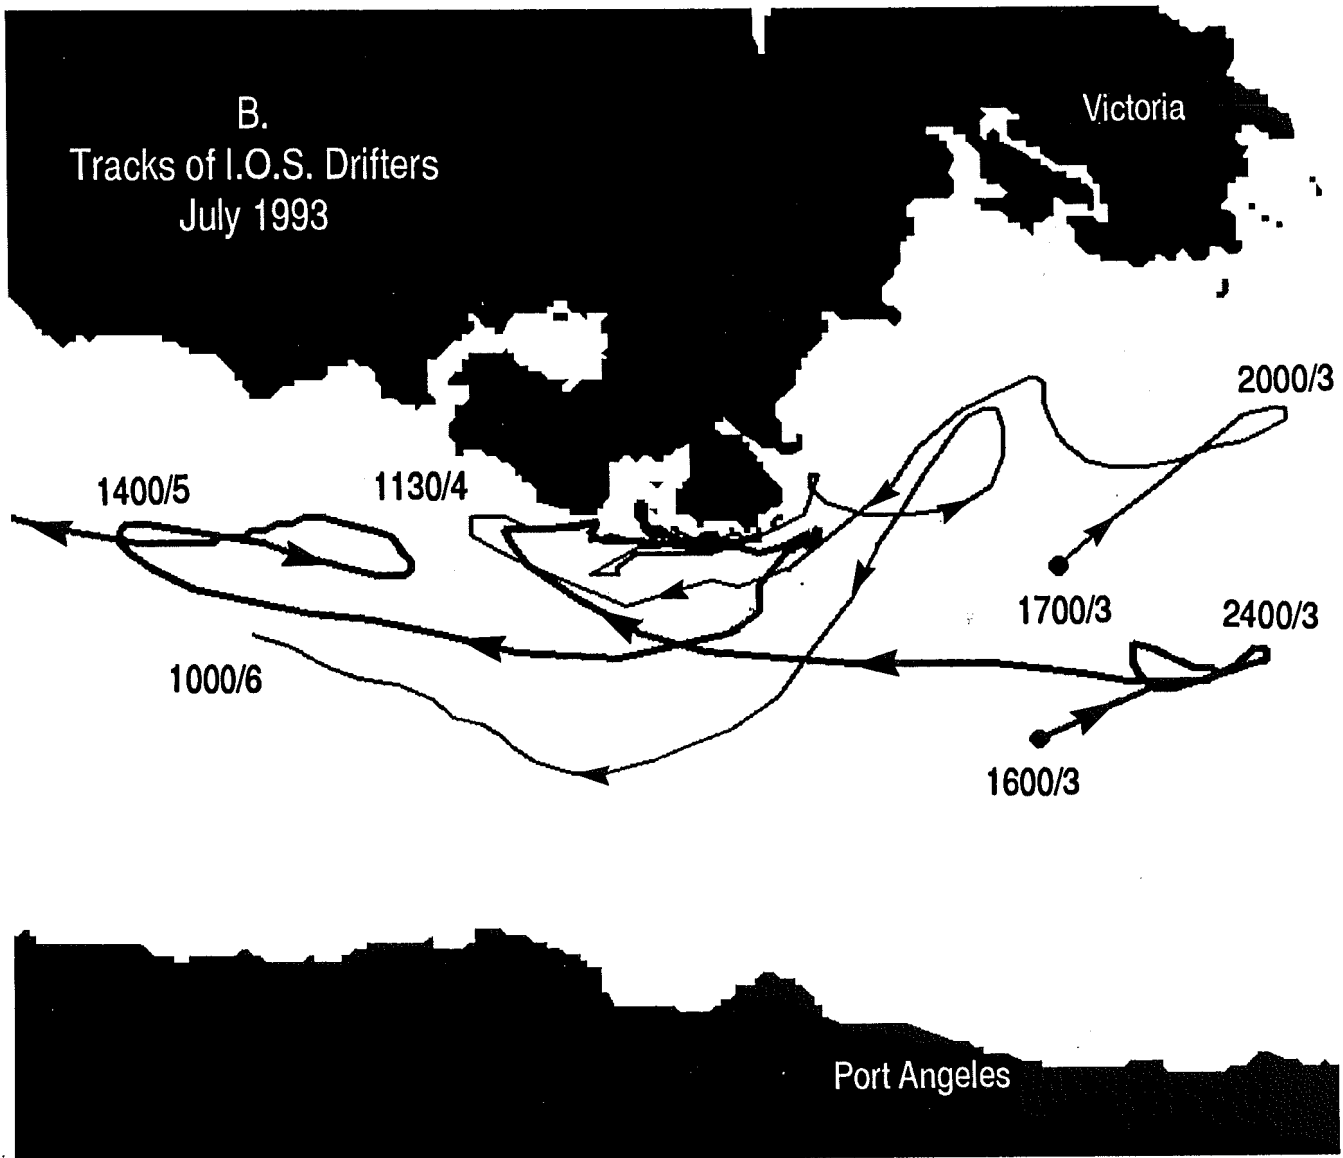 B.
Tracks of I.O.S. Drifters
July 1993
Victoria
2000/3
1400/5
1130/4
1700/3
2400/3
1000/6
1600/3
Port Angeles